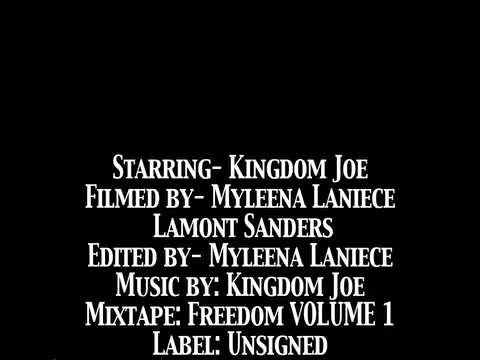 Starring- Kingdom Joe
Filmed by- Myleena Laniece
Lamont Sanders
Edited by- Myleena Laniece
Music by: Kingdom Joe
Mixtape: Freedom VOLUME 1
Label: Unsigned